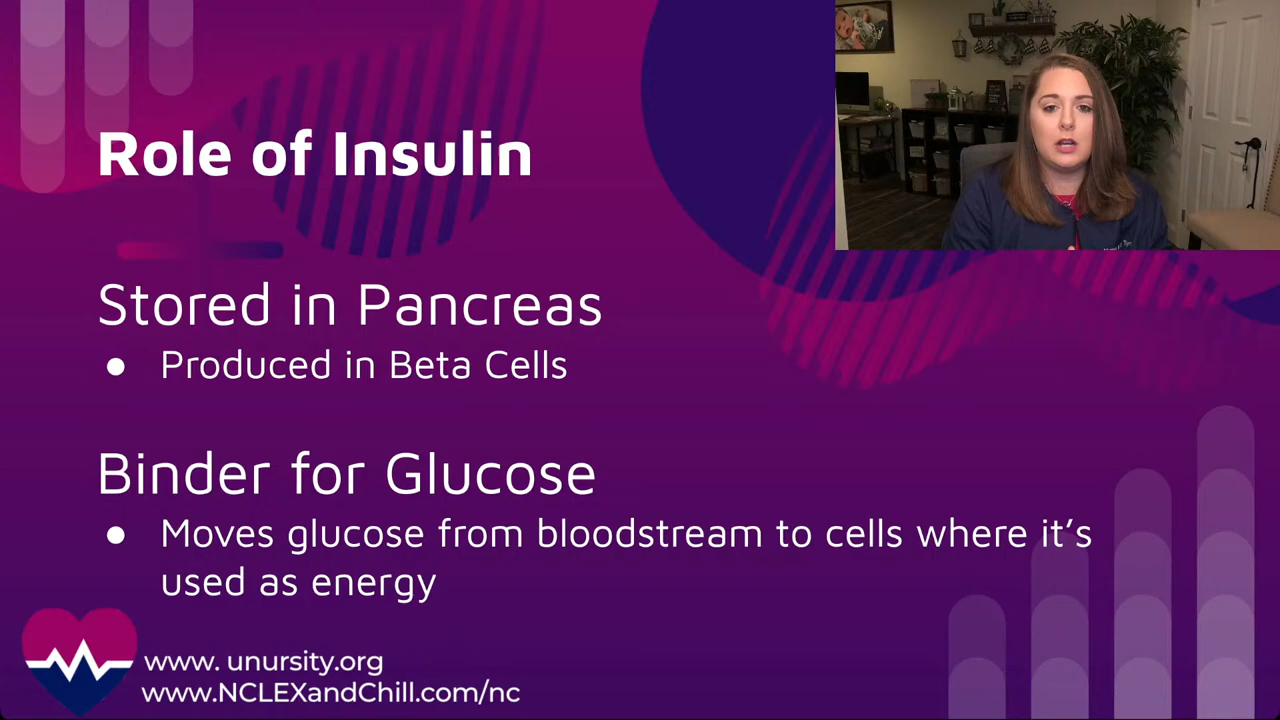 Role of Insulin
Stored in Pancreas
● Produced in Beta Cells
Binder for Glucose
● Moves glucose from bloodstream to cells where it’s
used as energy
www. unursity.org
www.NCLEXandChill.com/nc